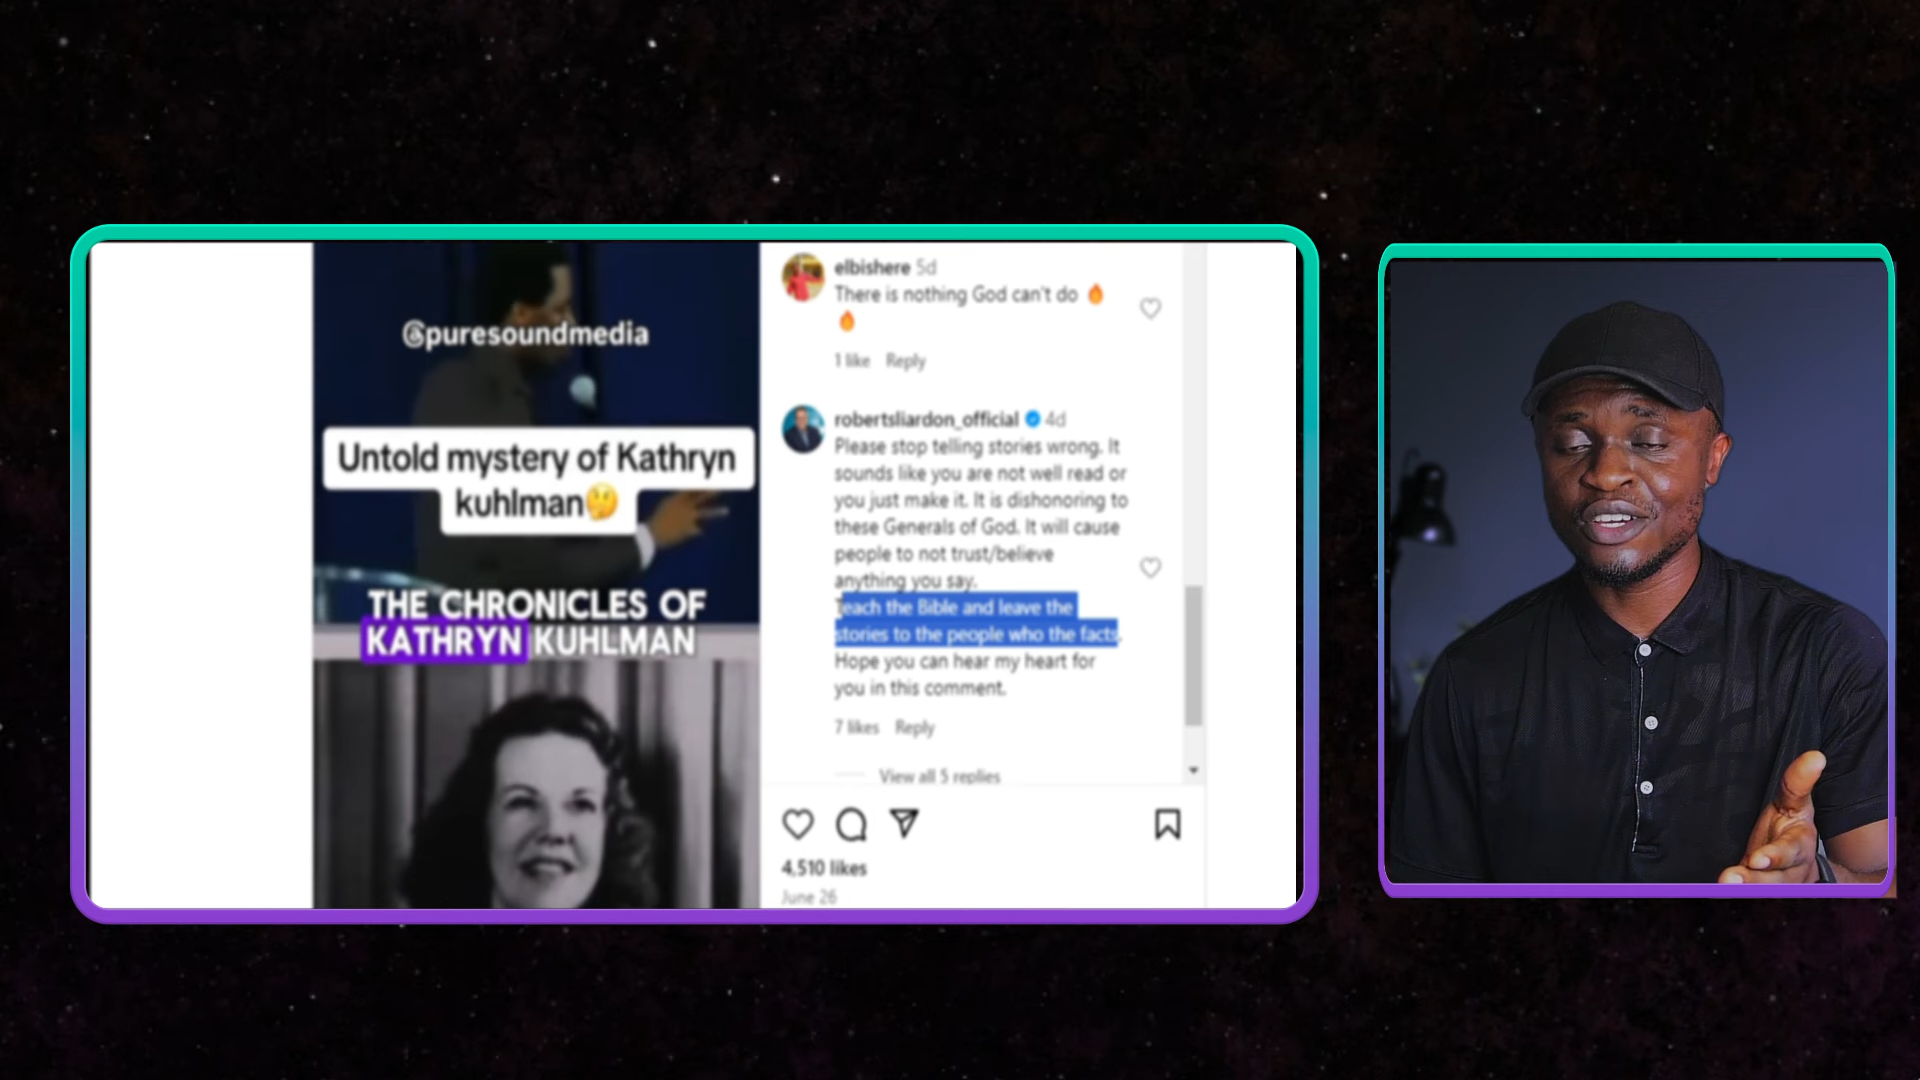 @puresoundmedia
Untold mystery of Kathryn
kuhlman🤔
THE CHRONICLES OF
KATHRYN KUHLMAN
elbishere 5d
There is nothing God can't do 🔥
🔥
1 like Reply
robertsliardon_official 4d
Please stop telling stories wrong. It
sounds like you are not well read or
you just make it. It is dishonoring to
these Generals of God. It will cause
people to not trust/believe
anything you say.
Teach the Bible and leave the
stories to the people who the facts.
Hope you can hear my heart for
you in this comment.
7 likes Reply
View all 5 replies
4,510 likes
June 26